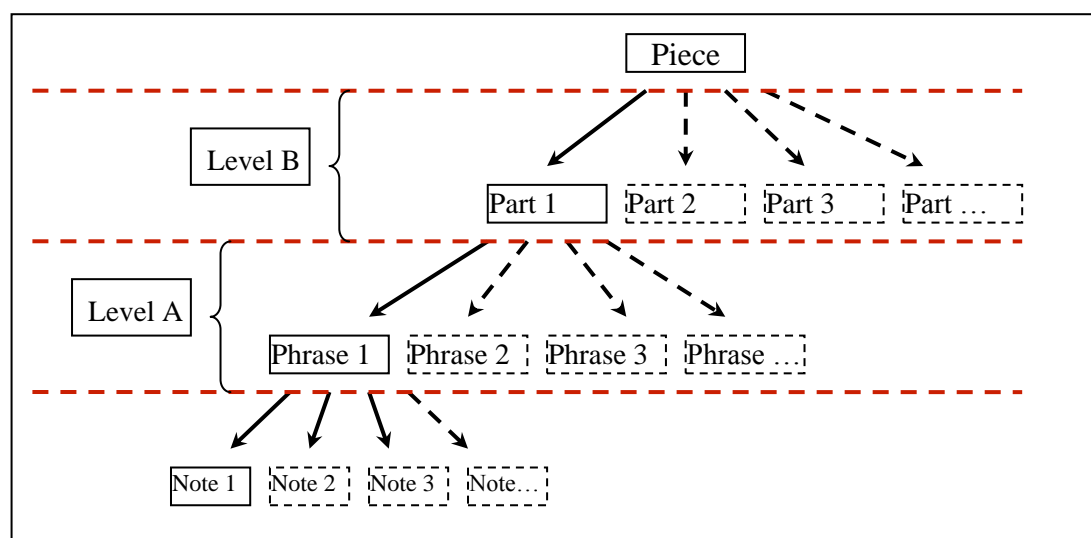 Piece
Level B
Part 1 Part 2 Part 3 Part …
Level A
Phrase 1 Phrase 2 Phrase 3 Phrase …
Note 1 Note 2 Note 3 Note…